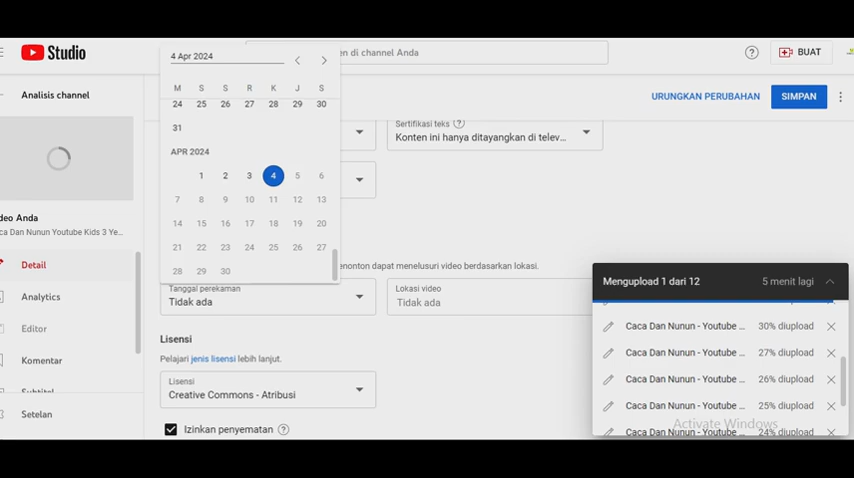 Studio
4 Apr 2024
en di channel Anda
BUAT
Analisis channel
URUNGKAN PERUBAHAN
SIMPAN
M S S R K J S
24 25 26 27 28 29 30
31
APR 2024
1 2 3 4 5 6
7 8 9 10 11 12 13
14 15 16 17 18 19 20
21 22 23 24 25 26 27
28 29 30
Sertifikasi teks
Konten ini hanya ditayangkan di telev...
deo Anda
ca Dan Nunun Youtube Kids 3 Ye...
Detail
Analytics
Editor
Komentar
Subtitel
Setelan
enonton dapat menelusuri video berdasarkan lokasi.
Tanggal perekaman
Tidak ada
Lokasi video
Tidak ada
Lisensi
Pelajari jenis lisensi lebih lanjut.
Lisensi
Creative Commons - Atribusi
Izinkan penyematan
Mengupload 1 dari 12
5 menit lagi
Caca Dan Nunun - Youtube ... 30% diupload
Caca Dan Nunun - Youtube ... 27% diupload
Caca Dan Nunun - Youtube ... 26% diupload
Caca Dan Nunun - Youtube ... 25% diupload
Caca Dan Nunun - Youtube ... 24% diupload
Activate Windows